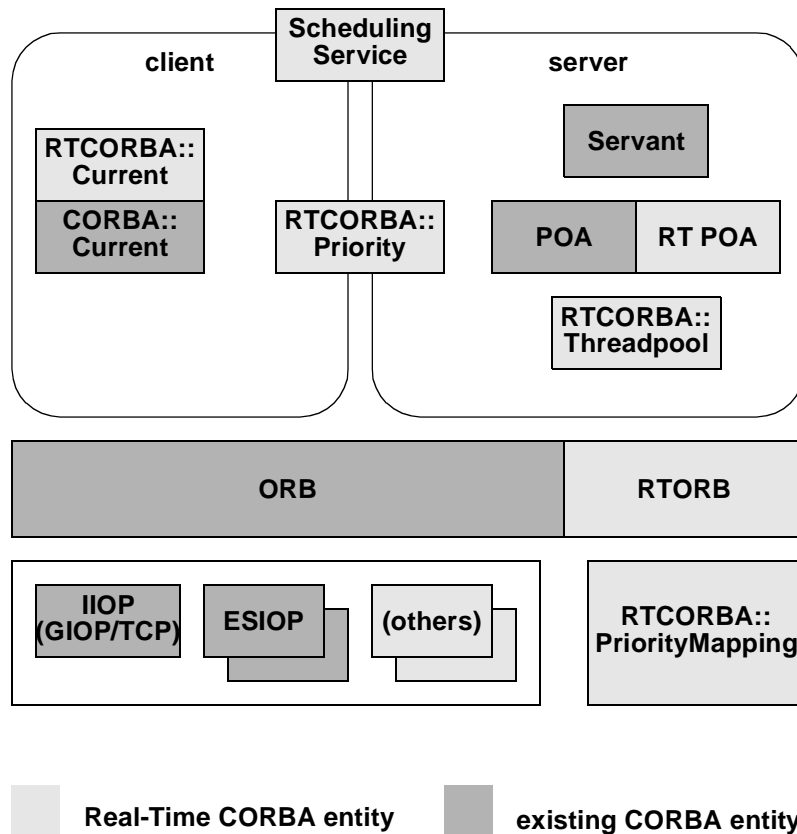 Scheduling
Service
client
server
RTCORBA::
Current
Servant
CORBA::
Current
RTCORBA::
Priority
POA
RT POA
RTCORBA::
Threadpool
ORB
RTORB
IIOP
(GIOP/TCP)
ESIOP
(others)
RTCORBA::
PriorityMapping
Real-Time CORBA entity
existing CORBA entity